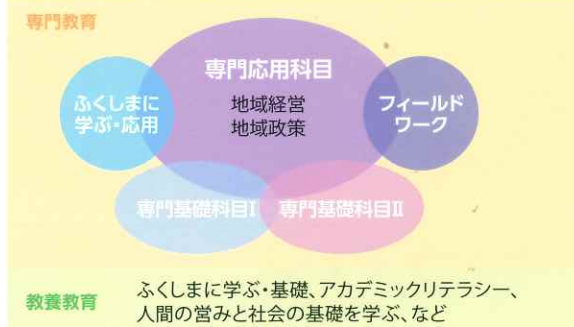 専門教育
専門応用科目
地域経営
地域政策
ふくしまに
学ぶ・応用
フィールド
ワーク
専門基礎科目I
専門基礎科目II
教養教育
ふくしまに学ぶ・基礎、アカデミックリテラシー、
人間の営みと社会の基礎を学ぶ、など